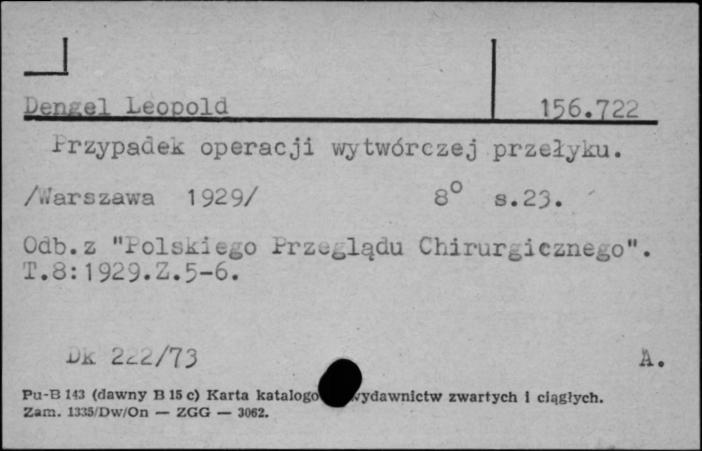 Dengel Leopold 156.722
Przypadek operacji wytwórczej przełyku.
/Warszawa 1929/ 8° s.23.
Odb.z "Polskiego Przeglądu Chirurgicznego".
T.8:1929.Z.5-6.
Dk 222/73 A.
Pu-B 143 (dawny B 15 c) Karta katalogo wydawnictw zwartych i ciągłych.
Zam. 1335/Dw/On — ZGG — 3062.